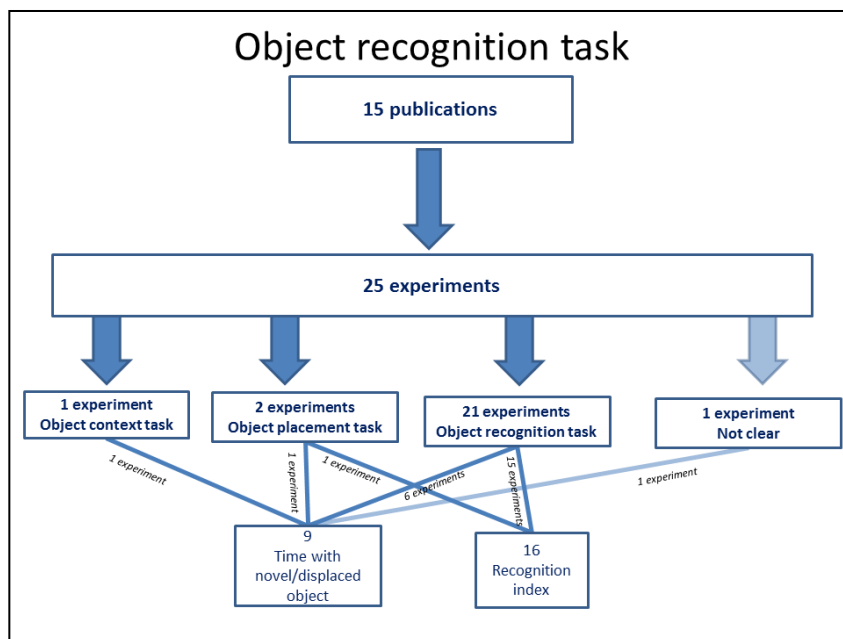 Object recognition task
15 publications
25 experiments
1 experiment
Object context task
2 experiments
Object placement task
21 experiments
Object recognition task
1 experiment
Not clear
1 experiment
1 experiment
1 experiment
6 experiments
15 experiments
1 experiment
9
Time with
novel/displaced
object
16
Recognition
index